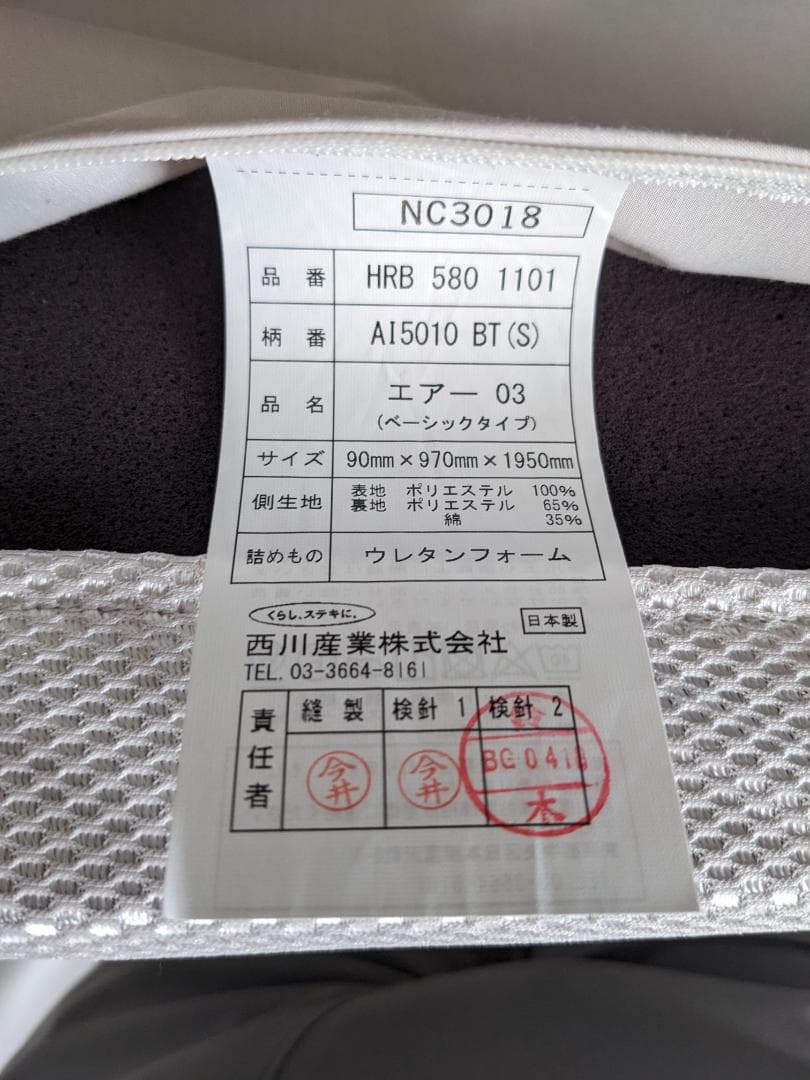 NC3018
品番 HRB 580 1101
柄番 AI5010 BT(S)
品名 エアー 03
(ベーシックタイプ)
サイズ 90mm×970mm×1950mm
側生地 表地 ポリエステル 100%
裏地 ポリエステル 65%
綿 35%
詰めもの ウレタンフォーム
くらし、ステキに。
日本製
西川産業株式会社
TEL. 03-3664-8161
責任者 縫製 検針 1 検針 2
今井 今井
木